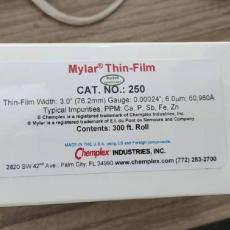 Mylar® Thin-Film
CAT. NO.: 250
Thin-Film Width: 3.0" (76.2mm) Gauge: 0.00024", 6.0µm; 60,960Å
Typical Impurities, PPM: Ca, P, Sb, Fe, Zn
® Chemplex is a registered trademark of Chemplex Industries, Inc.
® Mylar is a registered trademark of E.I. du Pont de Nemours and Company
Contents: 300 ft. Roll
MADE IN THE U.S.A. using US and Foreign components
Chemplex INDUSTRIES, INC.
2820 SW 42nd Ave., Palm City, FL 34990 www.chemplex.com (772) 283-2700